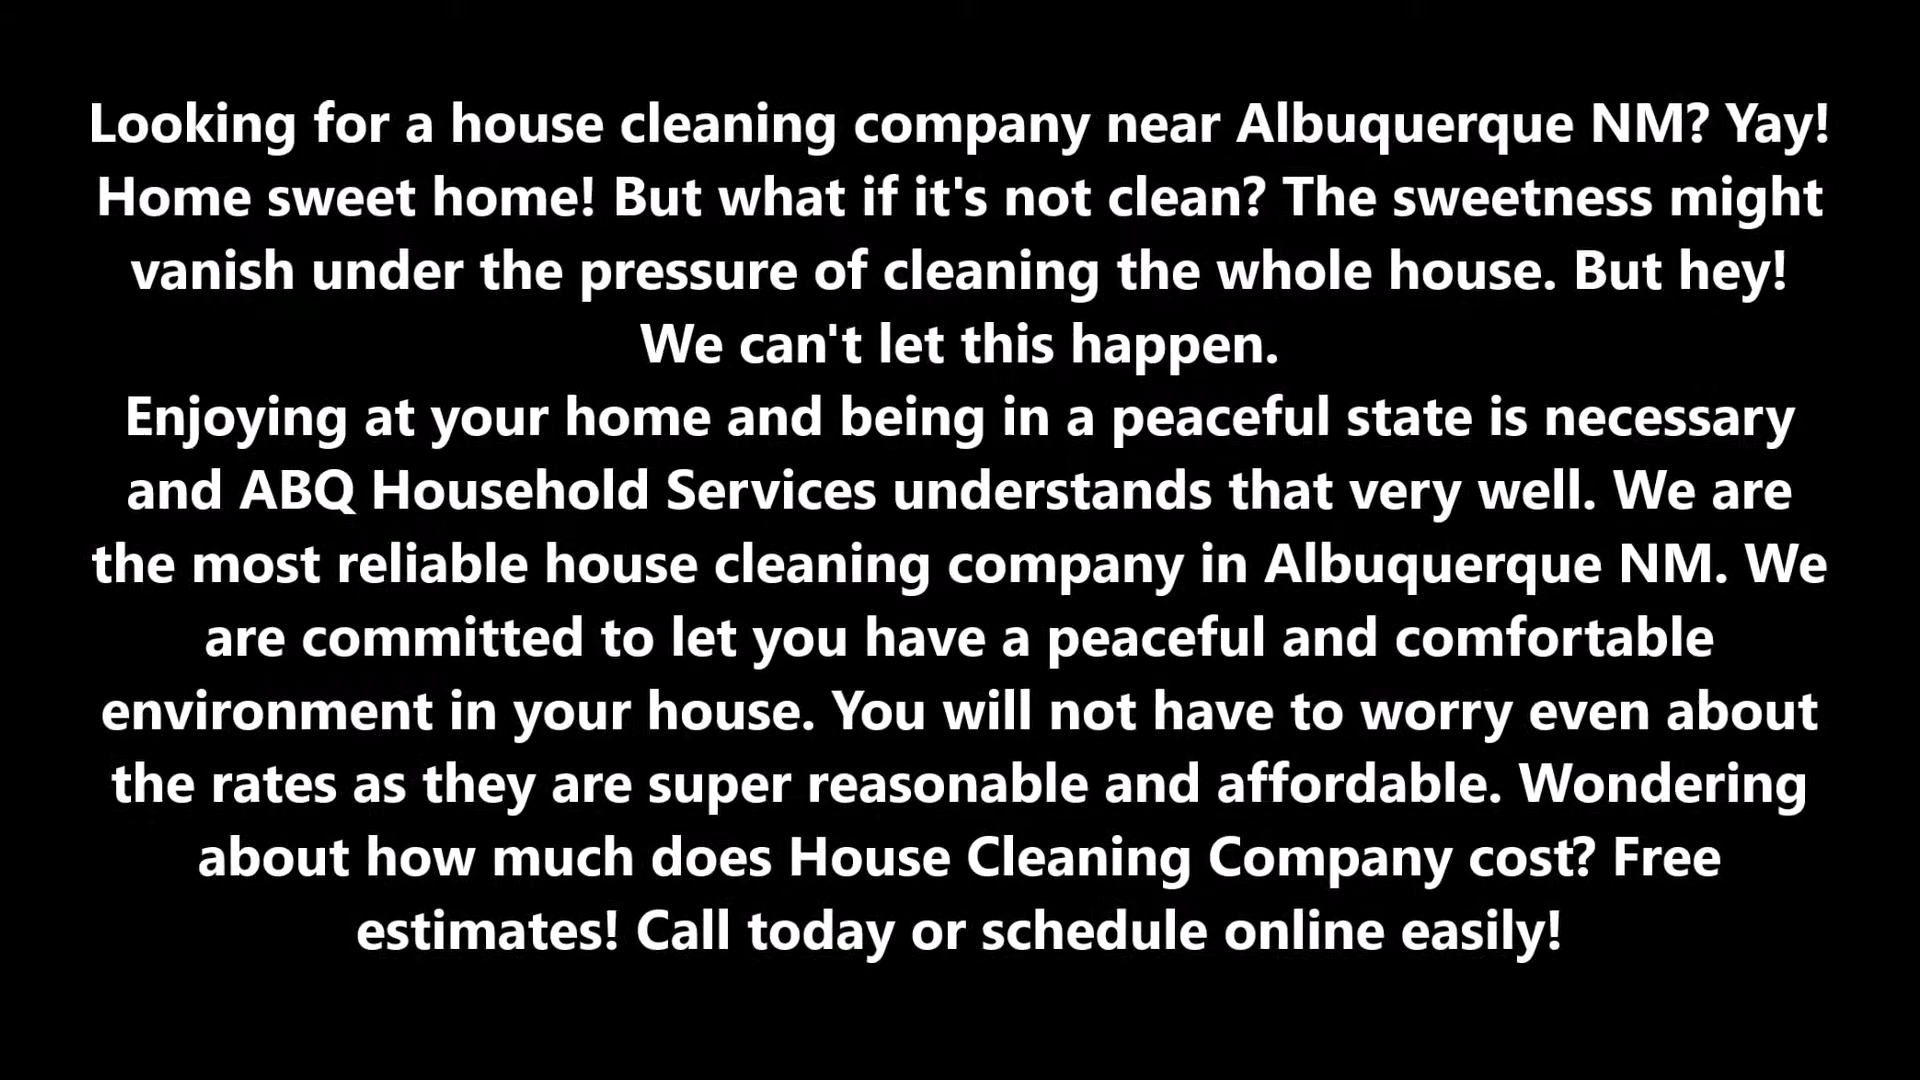 Looking for a house cleaning company near Albuquerque NM? Yay!
Home sweet home! But what if it's not clean? The sweetness might
vanish under the pressure of cleaning the whole house. But hey!
We can't let this happen.
Enjoying at your home and being in a peaceful state is necessary
and ABQ Household Services understands that very well. We are
the most reliable house cleaning company in Albuquerque NM. We
are committed to let you have a peaceful and comfortable
environment in your house. You will not have to worry even about
the rates as they are super reasonable and affordable. Wondering
about how much does House Cleaning Company cost? Free
estimates! Call today or schedule online easily!